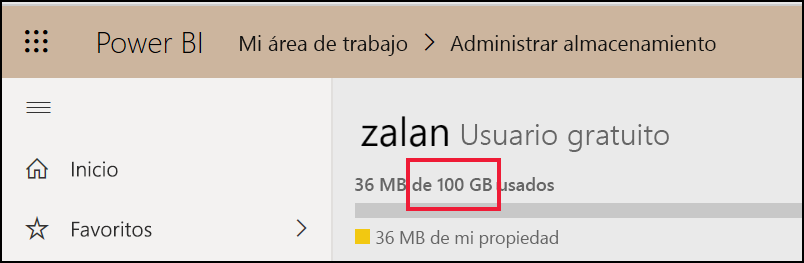 Power BI Mi área de trabajo > Administrar almacenamiento
Inicio
Favoritos >
zalan Usuario gratuito
36 MB de 100 GB usados
36 MB de mi propiedad